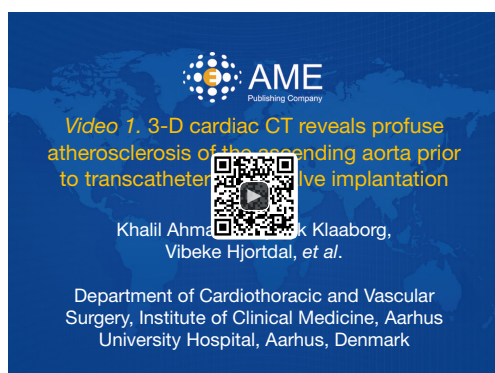 AME
Publishing Company
Video 1. 3-D cardiac CT reveals profuse
atherosclerosis of the ascending aorta prior
to transcatheter lve implantation
Khalil Ahma k Klaaborg,
Vibeke Hjortdal, et al.
Department of Cardiothoracic and Vascular
Surgery, Institute of Clinical Medicine, Aarhus
University Hospital, Aarhus, Denmark